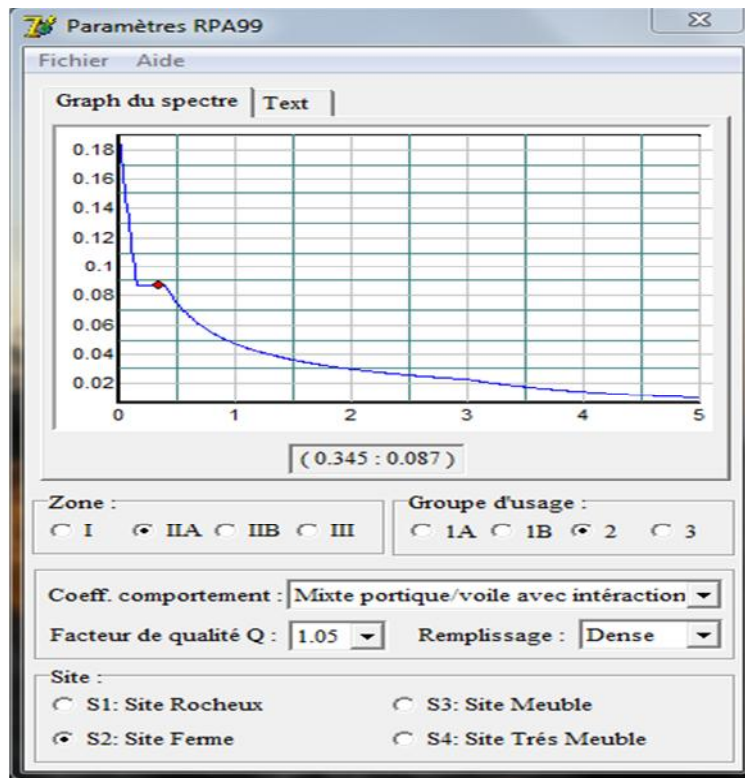 Paramètres RPA99
Fichier Aide
Graph du spectre Text
0.18
0.16
0.14
0.12
0.1
0.08
0.06
0.04
0.02
0 1 2 3 4 5
( 0.345 : 0.087 )
Zone :
I IIA IIB III
Groupe d'usage :
1A 1B 2 3
Coeff. comportement : Mixte portique/voile avec intéraction
Facteur de qualité Q : 1.05 Remplissage : Dense
Site :
S1: Site Rocheux S3: Site Meuble
S2: Site Ferme S4: Site Trés Meuble